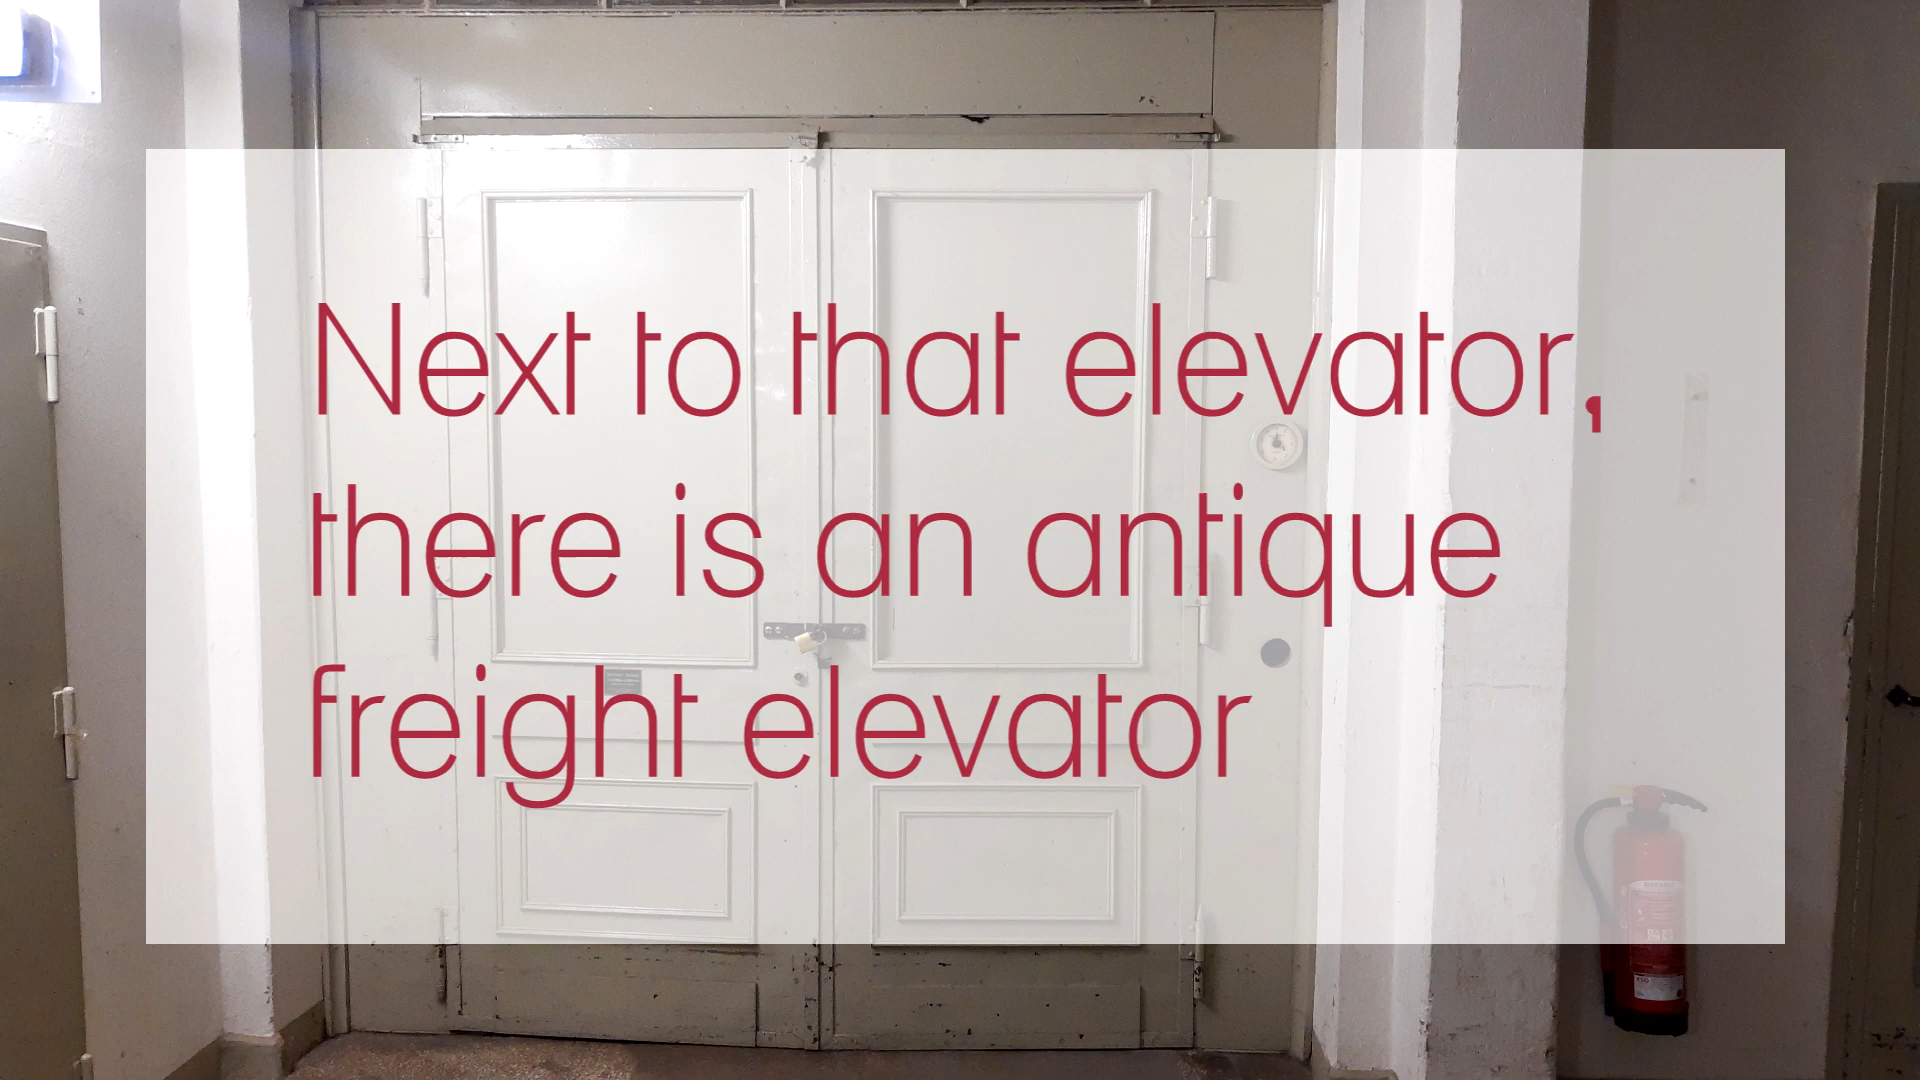 Next to that elevator,
there is an antique
freight elevator